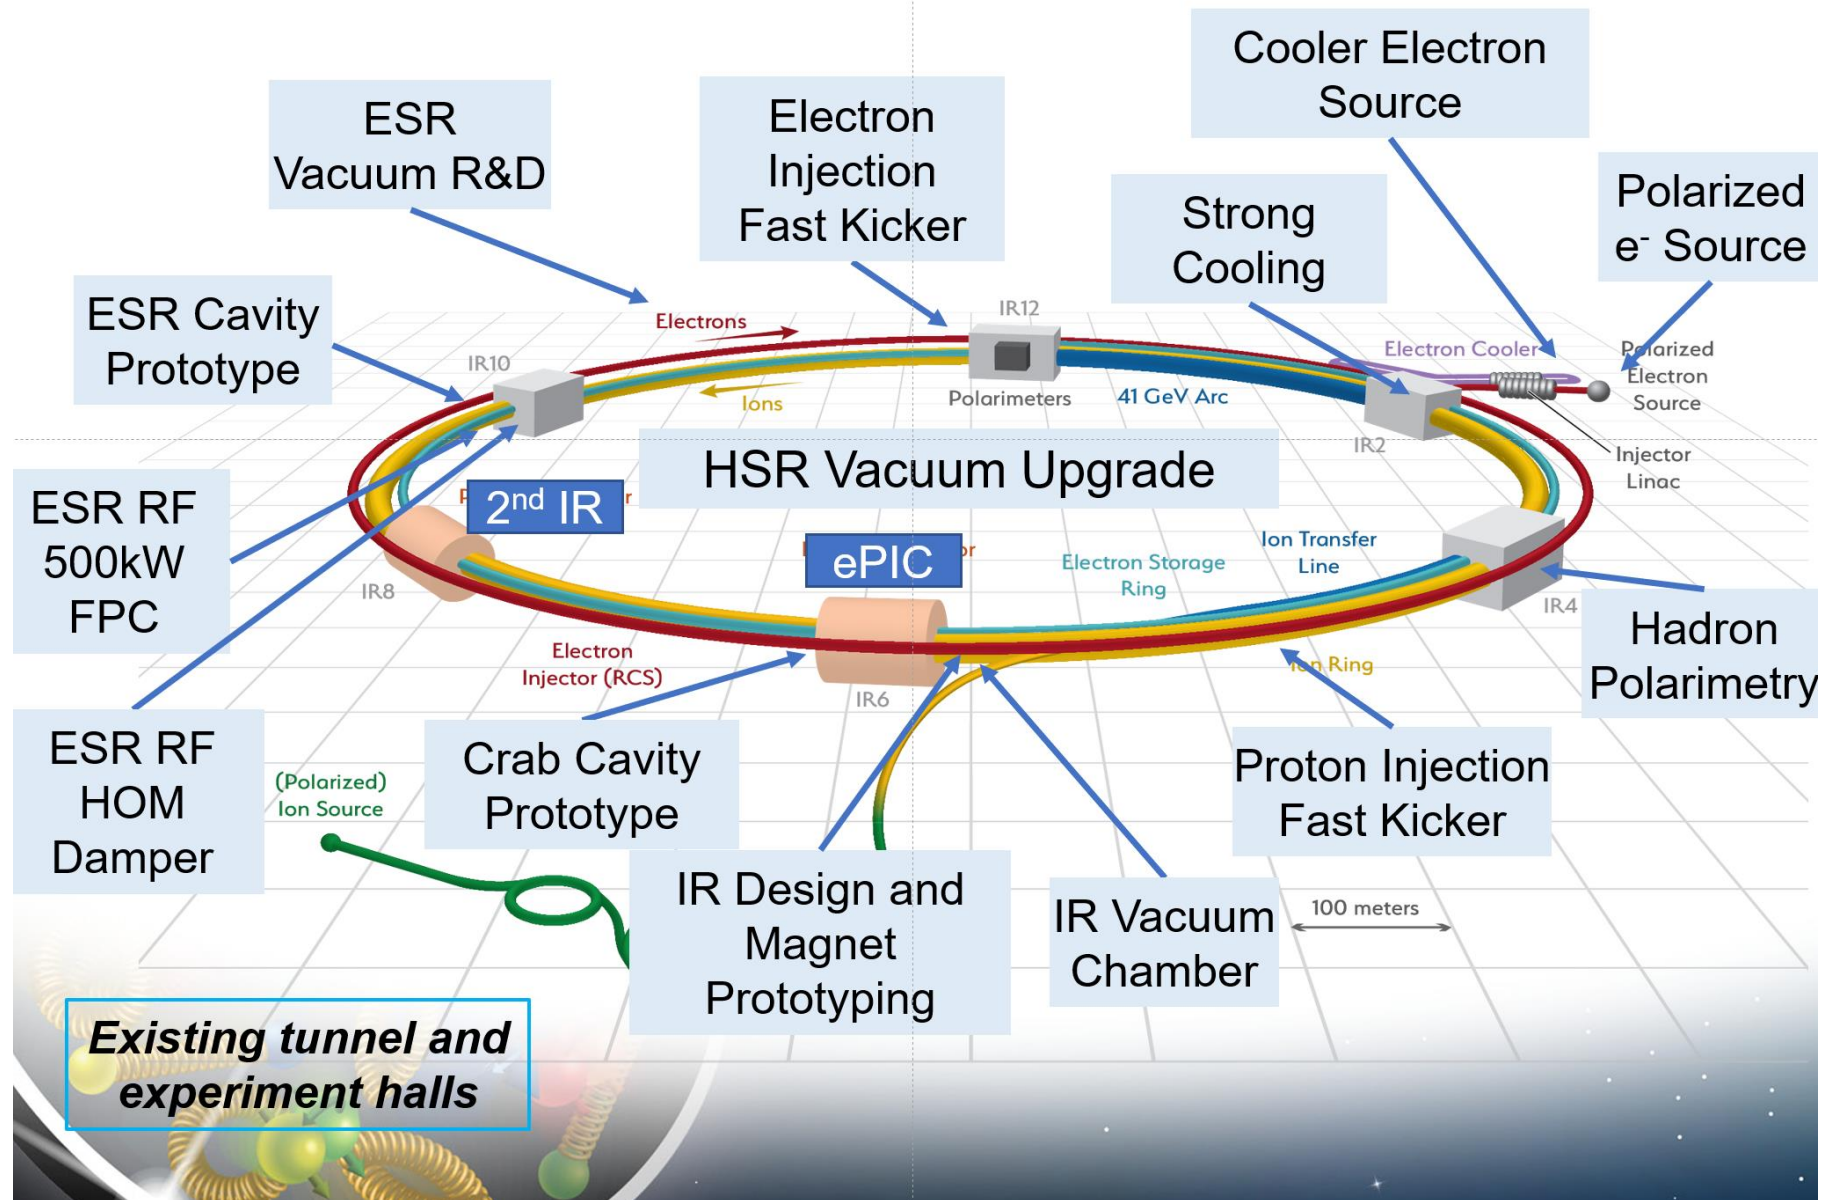 Cooler Electron
Source
ESR
Vacuum R&D
Electron
Injection
Fast Kicker
Strong
Cooling
Polarized
e- Source
ESR Cavity
Prototype
IR12
Electrons
IR10
Ions
Polarimeters
41 GeV Arc
Electron Cooler
Polarized
Electron
Source
IR2
Injector
Linac
HSR Vacuum Upgrade
2nd IR
ESR RF
500kW
FPC
ePIC
Ion Transfer
Line
Electron Storage
Ring
IR8
IR4
Electron
Injector (RCS)
IR6
Ion Ring
Hadron
Polarimetry
ESR RF
HOM
Damper
(Polarized)
Ion Source
Crab Cavity
Prototype
Proton Injection
Fast Kicker
IR Design and
Magnet
Prototyping
IR Vacuum
Chamber
100 meters
Existing tunnel and
experiment halls